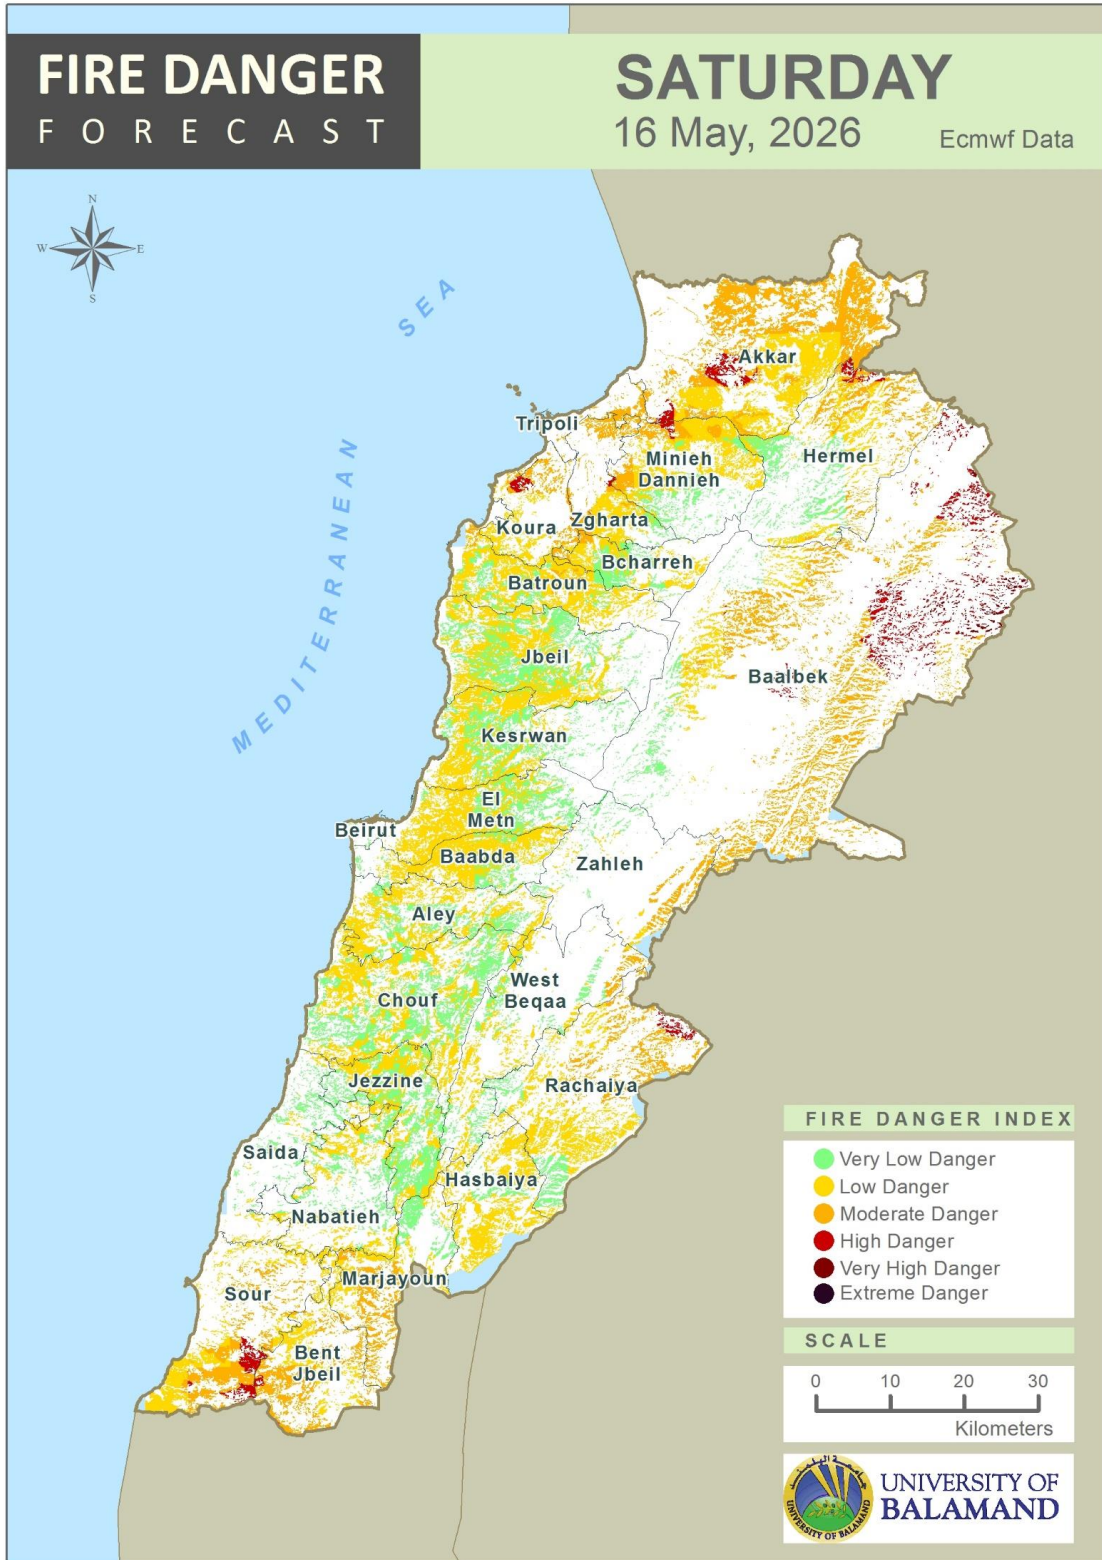 FIRE DANGER
FORECAST
SATURDAY
16 May, 2026
Ecmwf Data
N
W
E
S
MEDITERRANEAN SEA
Akkar
Tripoli
Minieh
Dannieh
Hermel
Koura
Zgharta
Bcharreh
Batroun
Jbeil
Baalbek
Kesrwan
El
Metn
Beirut
Baabda
Zahleh
Aley
West
Beqaa
Chouf
Jezzine
Rachaiya
Saida
Hasbaiya
Nabatieh
Marjayoun
Sour
Bent
Jbeil
FIRE DANGER INDEX
Very Low Danger
Low Danger
Moderate Danger
High Danger
Very High Danger
Extreme Danger
SCALE
0 10 20 30
Kilometers
UNIVERSITY OF
BALAMAND
UNIVERSITY OF BALAMAND